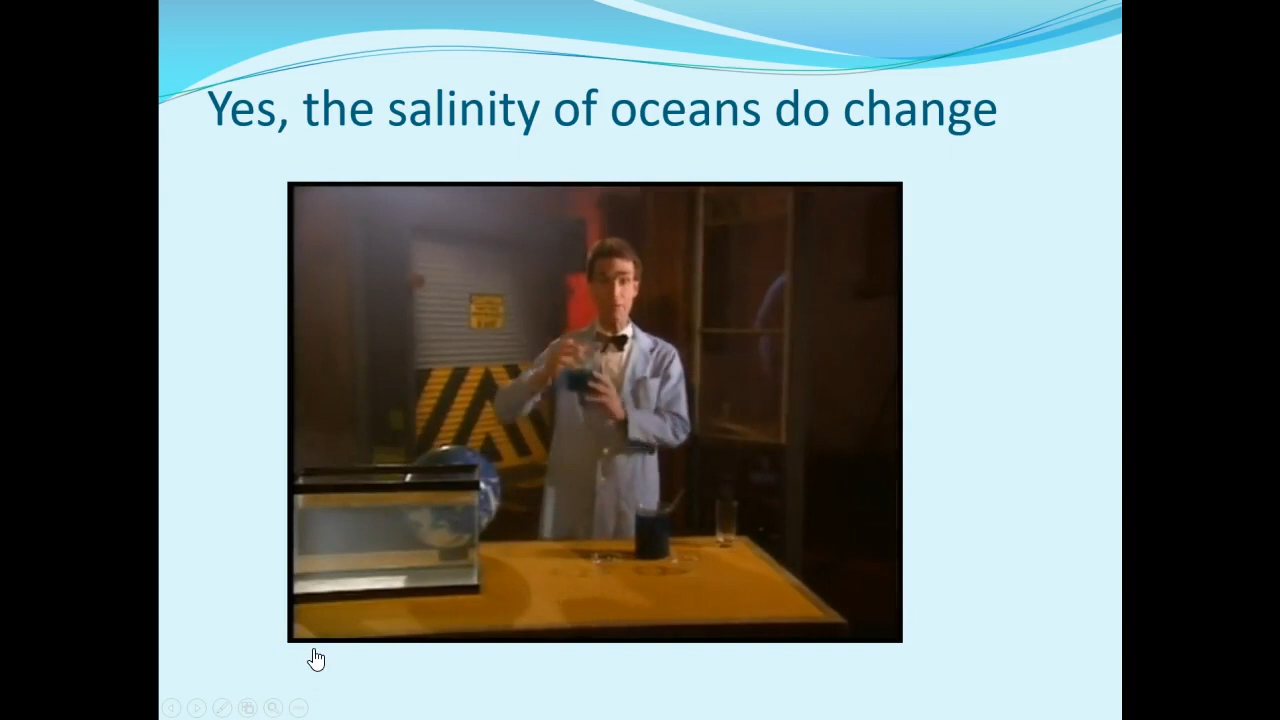 Yes, the salinity of oceans do change